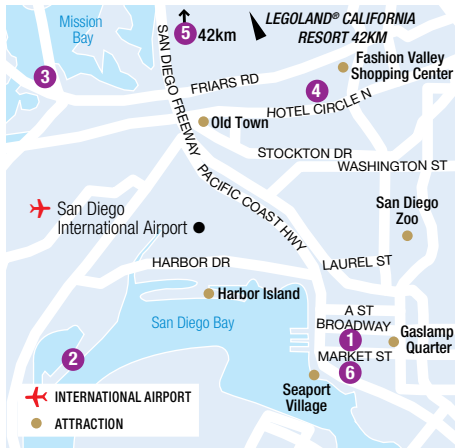 Mission
Bay
5 42km
LEGOLAND® CALIFORNIA
RESORT 42KM
SAN DIEGO FREEWAY
Fashion Valley
Shopping Center
3
FRIARS RD
4
HOTEL CIRCLE N
Old Town
STOCKTON DR
WASHINGTON ST
PACIFIC COAST HWY
San Diego
International Airport
San Diego
Zoo
HARBOR DR
LAUREL ST
Harbor Island
San Diego Bay
A ST
BROADWAY
1
Gaslamp
Quarter
MARKET ST
2
6
Seaport
Village
INTERNATIONAL AIRPORT
ATTRACTION